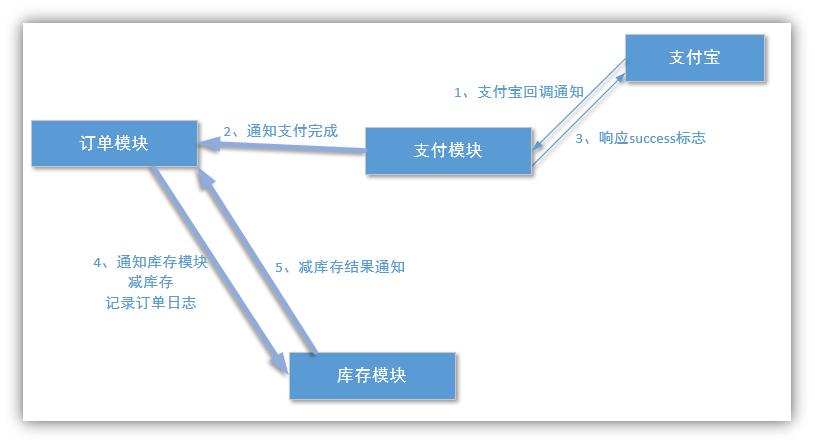 支付宝
1、支付宝回调通知
2、通知支付完成
3、响应success标志
订单模块
支付模块
4、通知库存模块
减库存
记录订单日志
5、减库存结果通知
库存模块